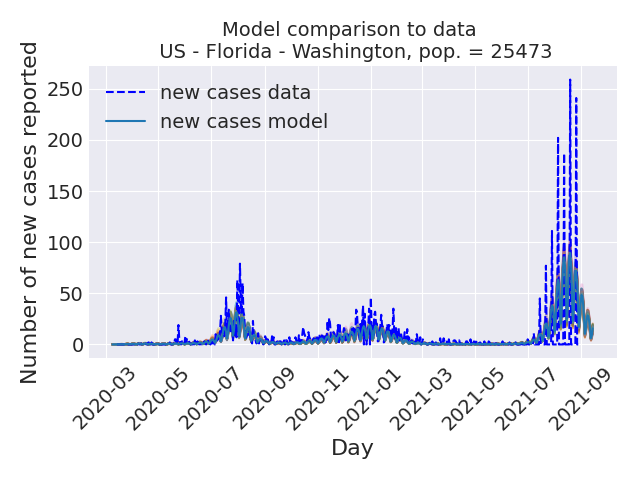 Model comparison to data
US - Florida - Washington, pop. = 25473
Number of new cases reported
250
200
150
100
50
0
new cases data
new cases model
2020-03
2020-05
2020-07
2020-09
2020-11
2021-01
2021-03
2021-05
2021-07
2021-09
Day